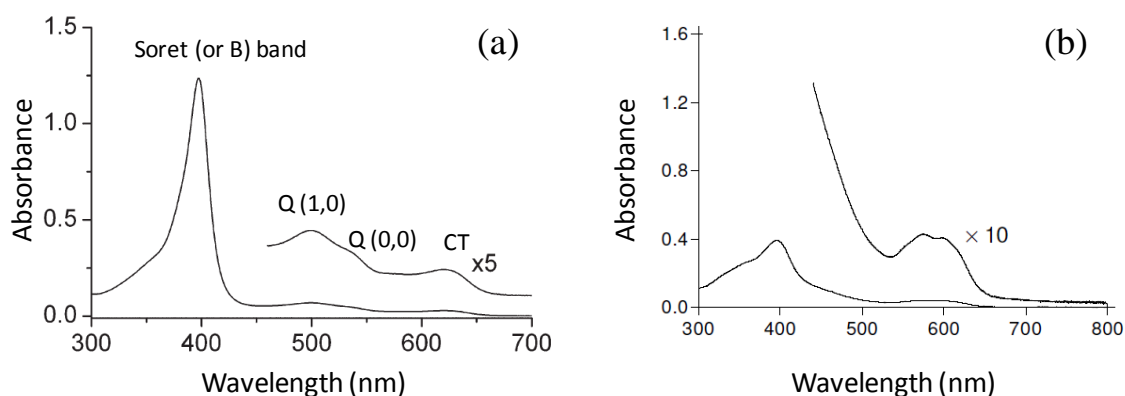 (a)
Soret (or B) band
Q (1,0)
Q (0,0)
CT
x5
Absorbance
1.5
1.0
0.5
0.0
300
400
500
600
700
Wavelength (nm)
(b)
× 10
Absorbance
1.6
1.2
0.8
0.4
0.0
300
400
500
600
700
800
Wavelength (nm)